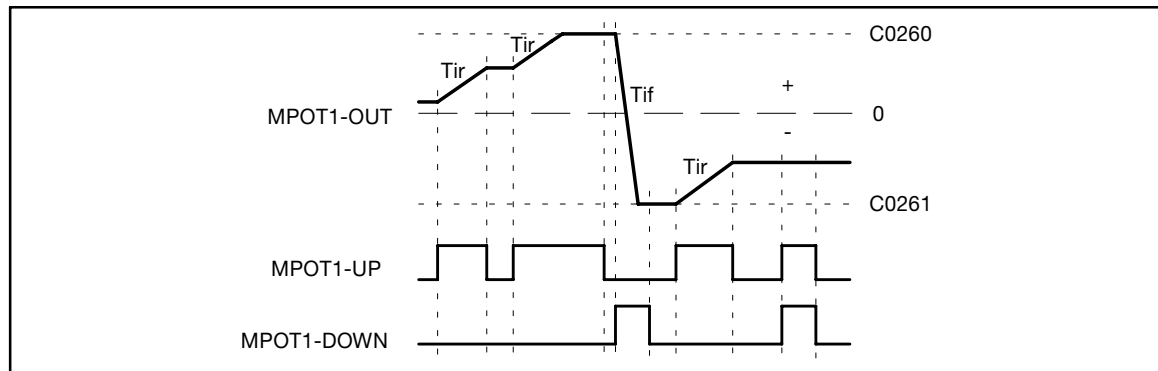 C0260
Tir
Tir
Tif
+
MPOT1-OUT
0
-
Tir
C0261
MPOT1-UP
MPOT1-DOWN